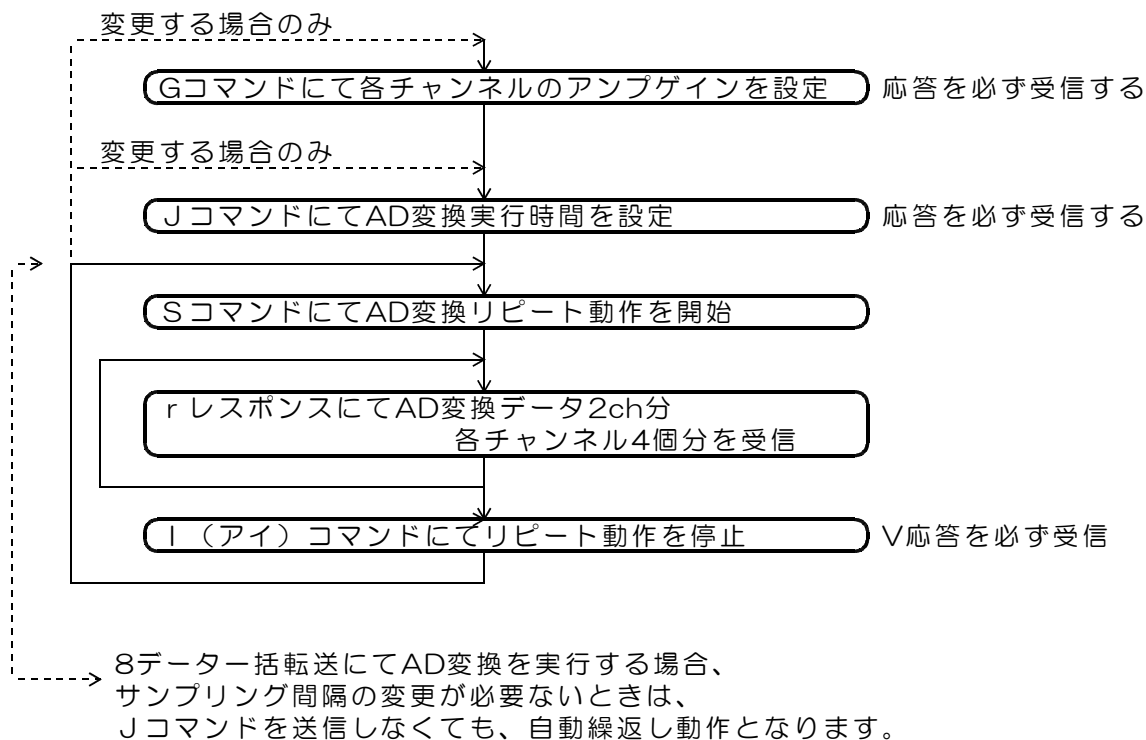 変更する場合のみ
Gコマンドにて各チャンネルのアンプゲインを設定
応答を必ず受信する
変更する場合のみ
JコマンドにてAD変換実行時間を設定
応答を必ず受信する
SコマンドにてAD変換リピート動作を開始
rレスポンスにてAD変換データ2ch分
各チャンネル4個分を受信
I(アイ)コマンドにてリピート動作を停止
V応答を必ず受信
8データ一括転送にてAD変換を実行する場合、
サンプリング間隔の変更が必要ないときは、
Jコマンドを送信しなくても、自動繰返し動作となります。